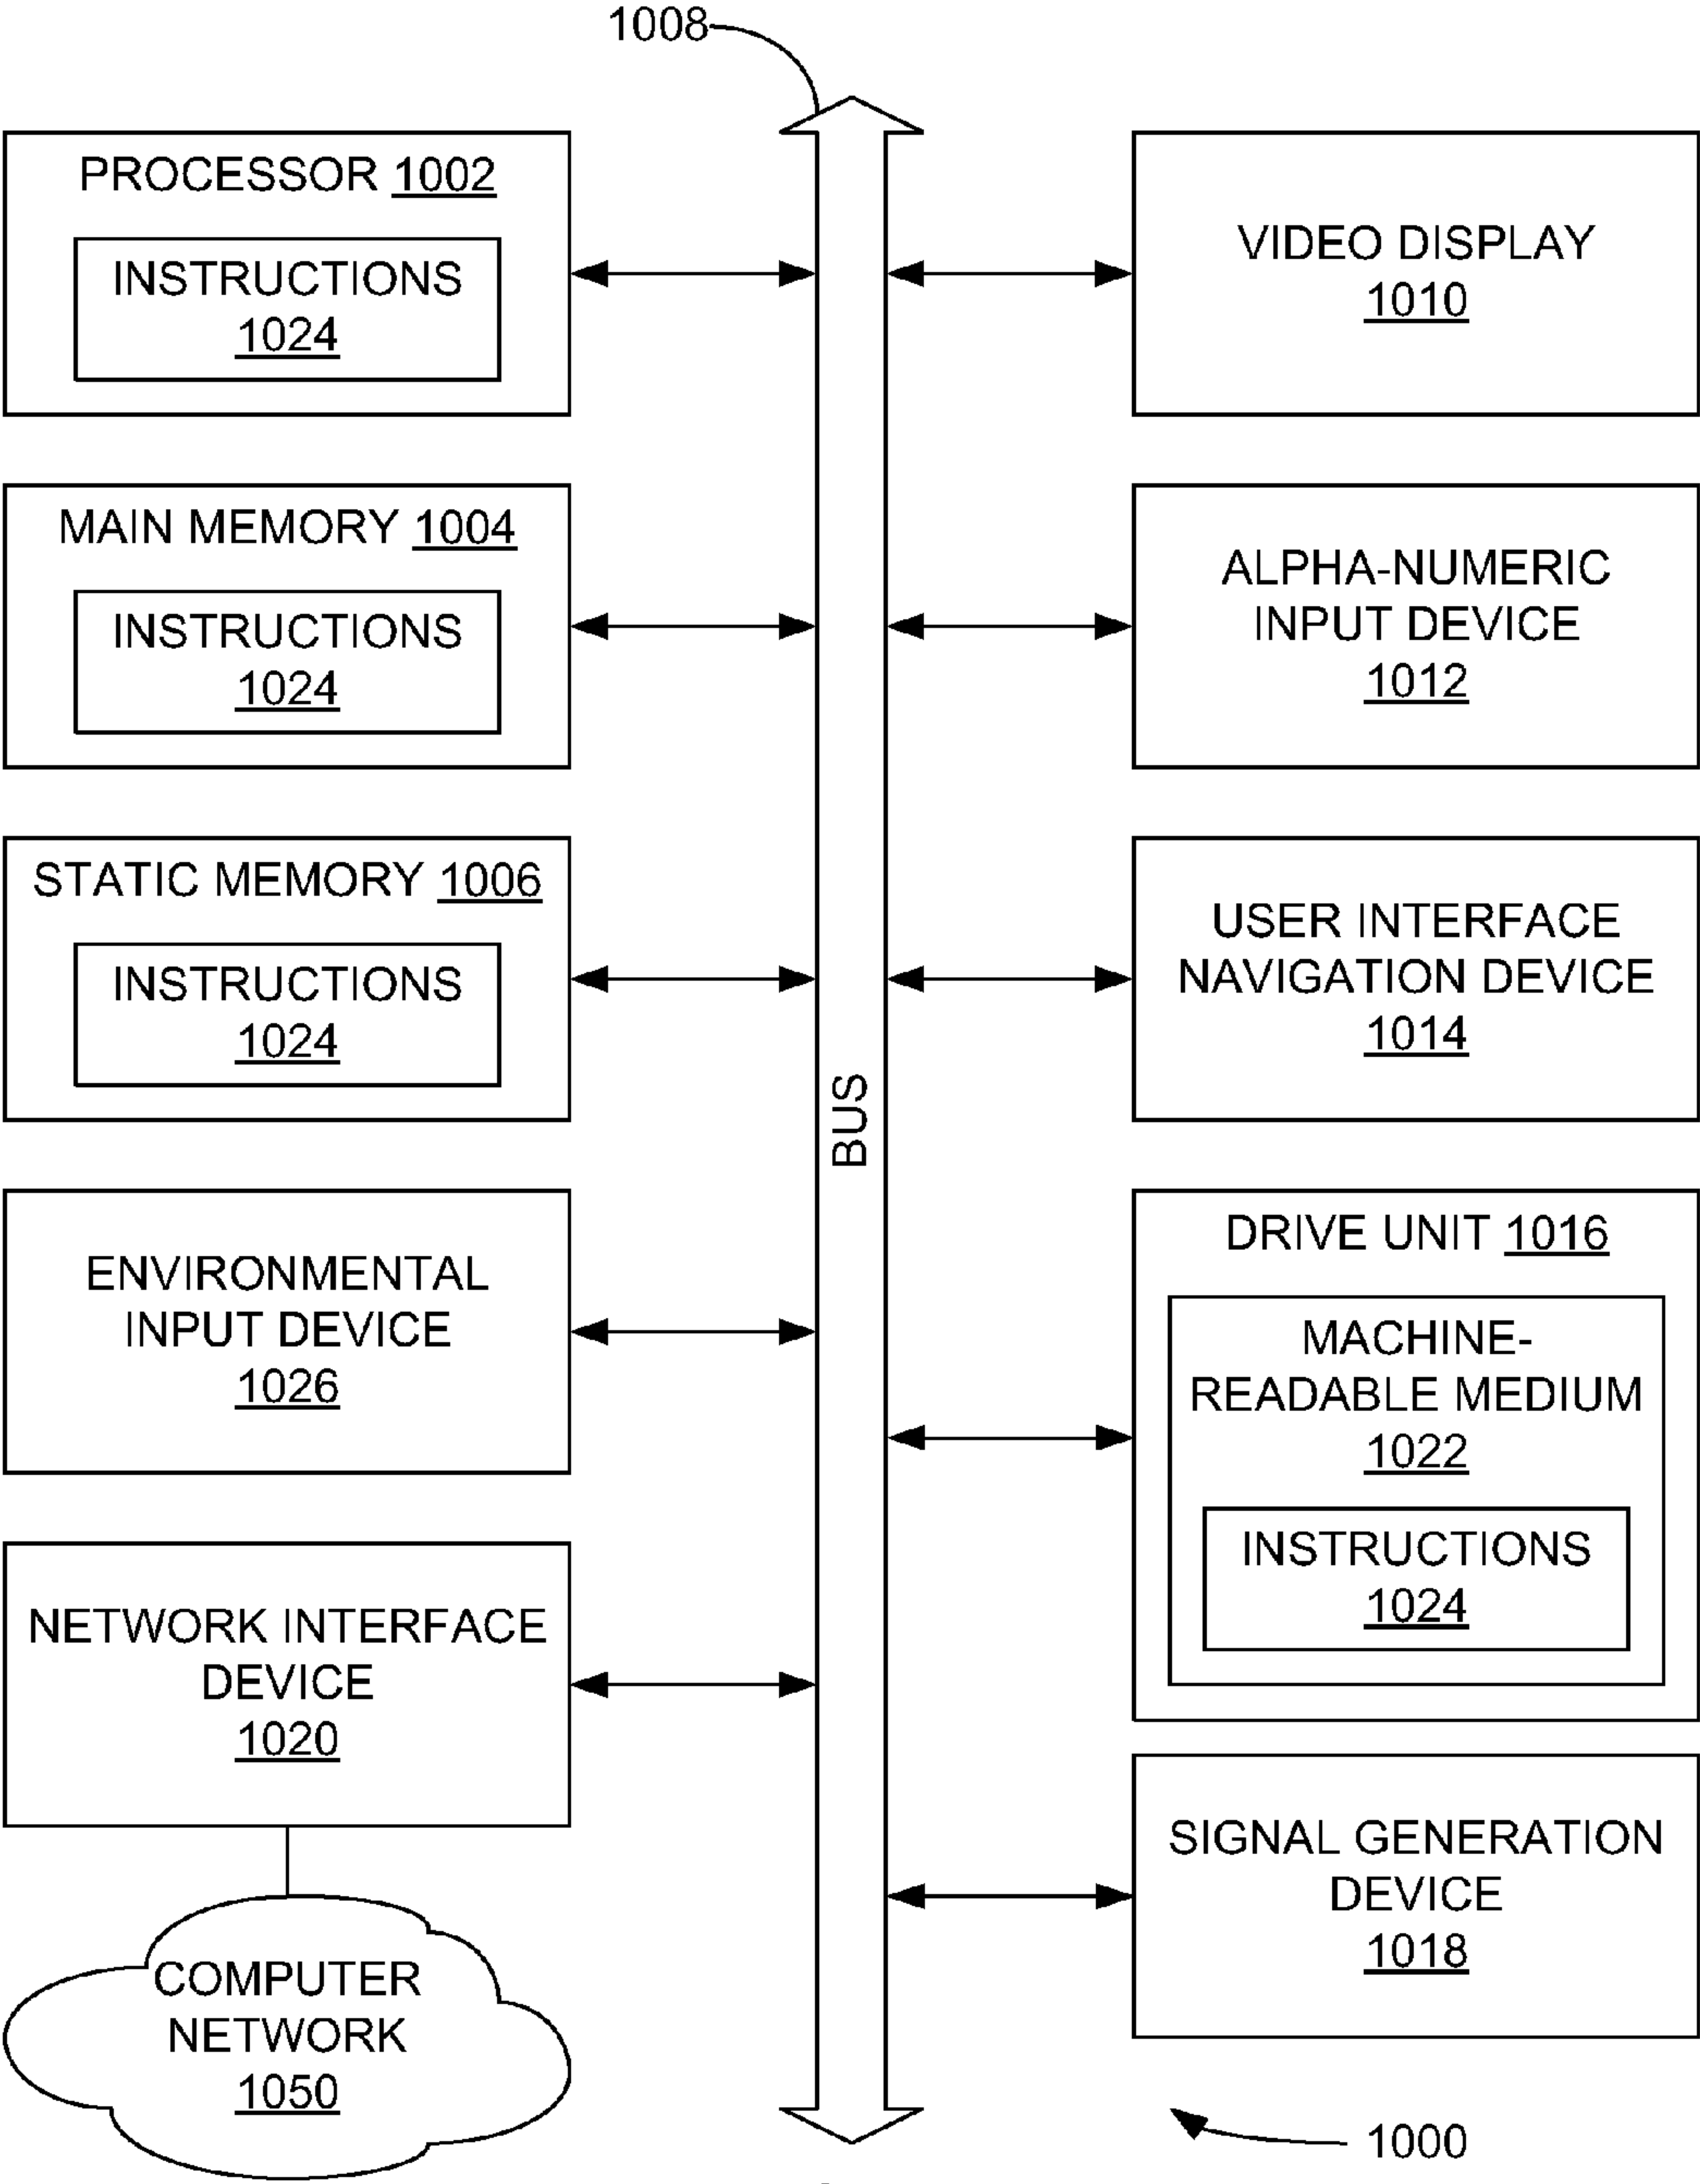 1008
PROCESSOR 1002
INSTRUCTIONS
1024
MAIN MEMORY 1004
INSTRUCTIONS
1024
STATIC MEMORY 1006
INSTRUCTIONS
1024
ENVIRONMENTAL
INPUT DEVICE
1026
NETWORK INTERFACE
DEVICE
1020
COMPUTER
NETWORK
1050
BUS
VIDEO DISPLAY
1010
ALPHA-NUMERIC
INPUT DEVICE
1012
USER INTERFACE
NAVIGATION DEVICE
1014
DRIVE UNIT 1016
MACHINE-
READABLE MEDIUM
1022
INSTRUCTIONS
1024
SIGNAL GENERATION
DEVICE
1018
1000